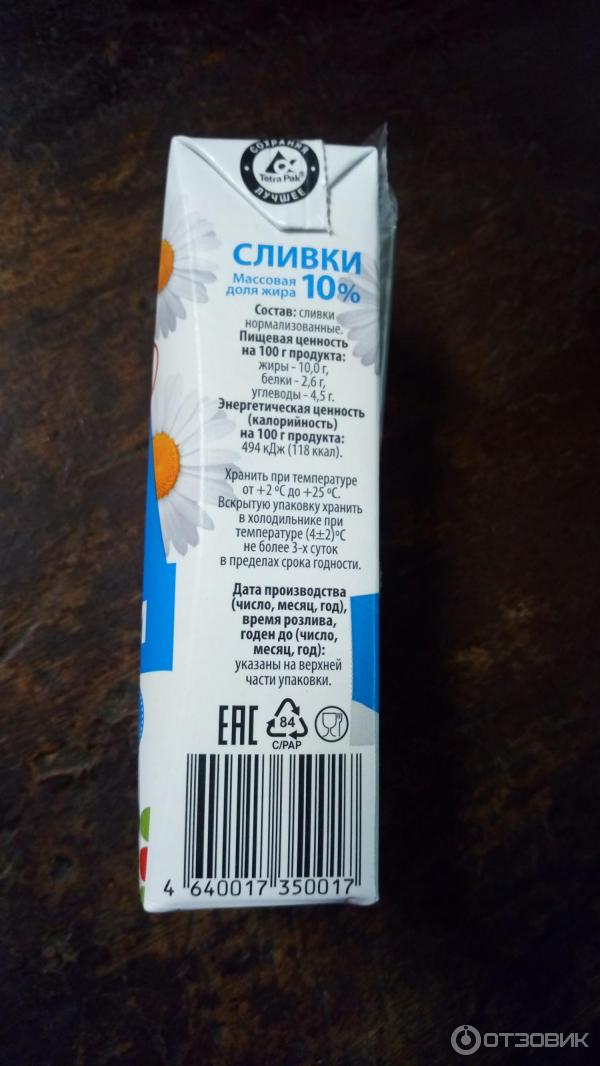 СОХРАНЯЯ
Tetra Pak®
ЛУЧШЕЕ
СЛИВКИ
Массовая
доля жира 10%
Состав: сливки
нормализованные.
Пищевая ценность
на 100 г продукта:
жиры - 10,0 г,
белки - 2,6 г,
углеводы - 4,5 г.
Энергетическая ценность
(калорийность)
на 100 г продукта:
494 кДж (118 ккал).
Хранить при температуре
от +2 °С до +25 °С.
Вскрытую упаковку хранить
в холодильнике при
температуре (4±2)°С
не более 3-х суток
в пределах срока годности.
Дата производства
(число, месяц, год),
время розлива,
годен до (число,
месяц, год):
указаны на верхней
части упаковки.
EAC 84
C/PAP
4 640017 350017
ОТЗОВИК